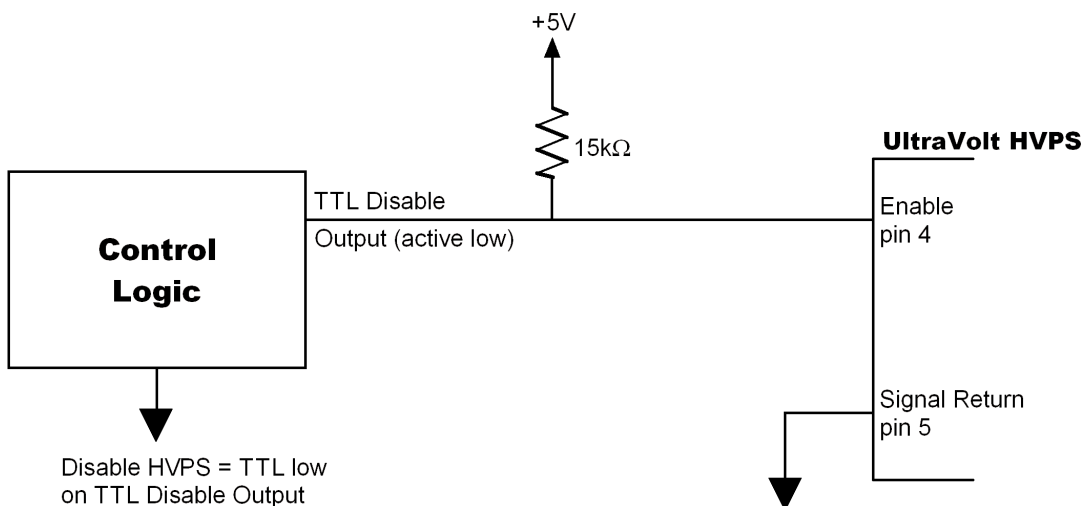 +5V
15kΩ
UltraVolt HVPS
TTL Disable
Output (active low)
Enable
pin 4
Control
Logic
Signal Return
pin 5
Disable HVPS = TTL low
on TTL Disable Output